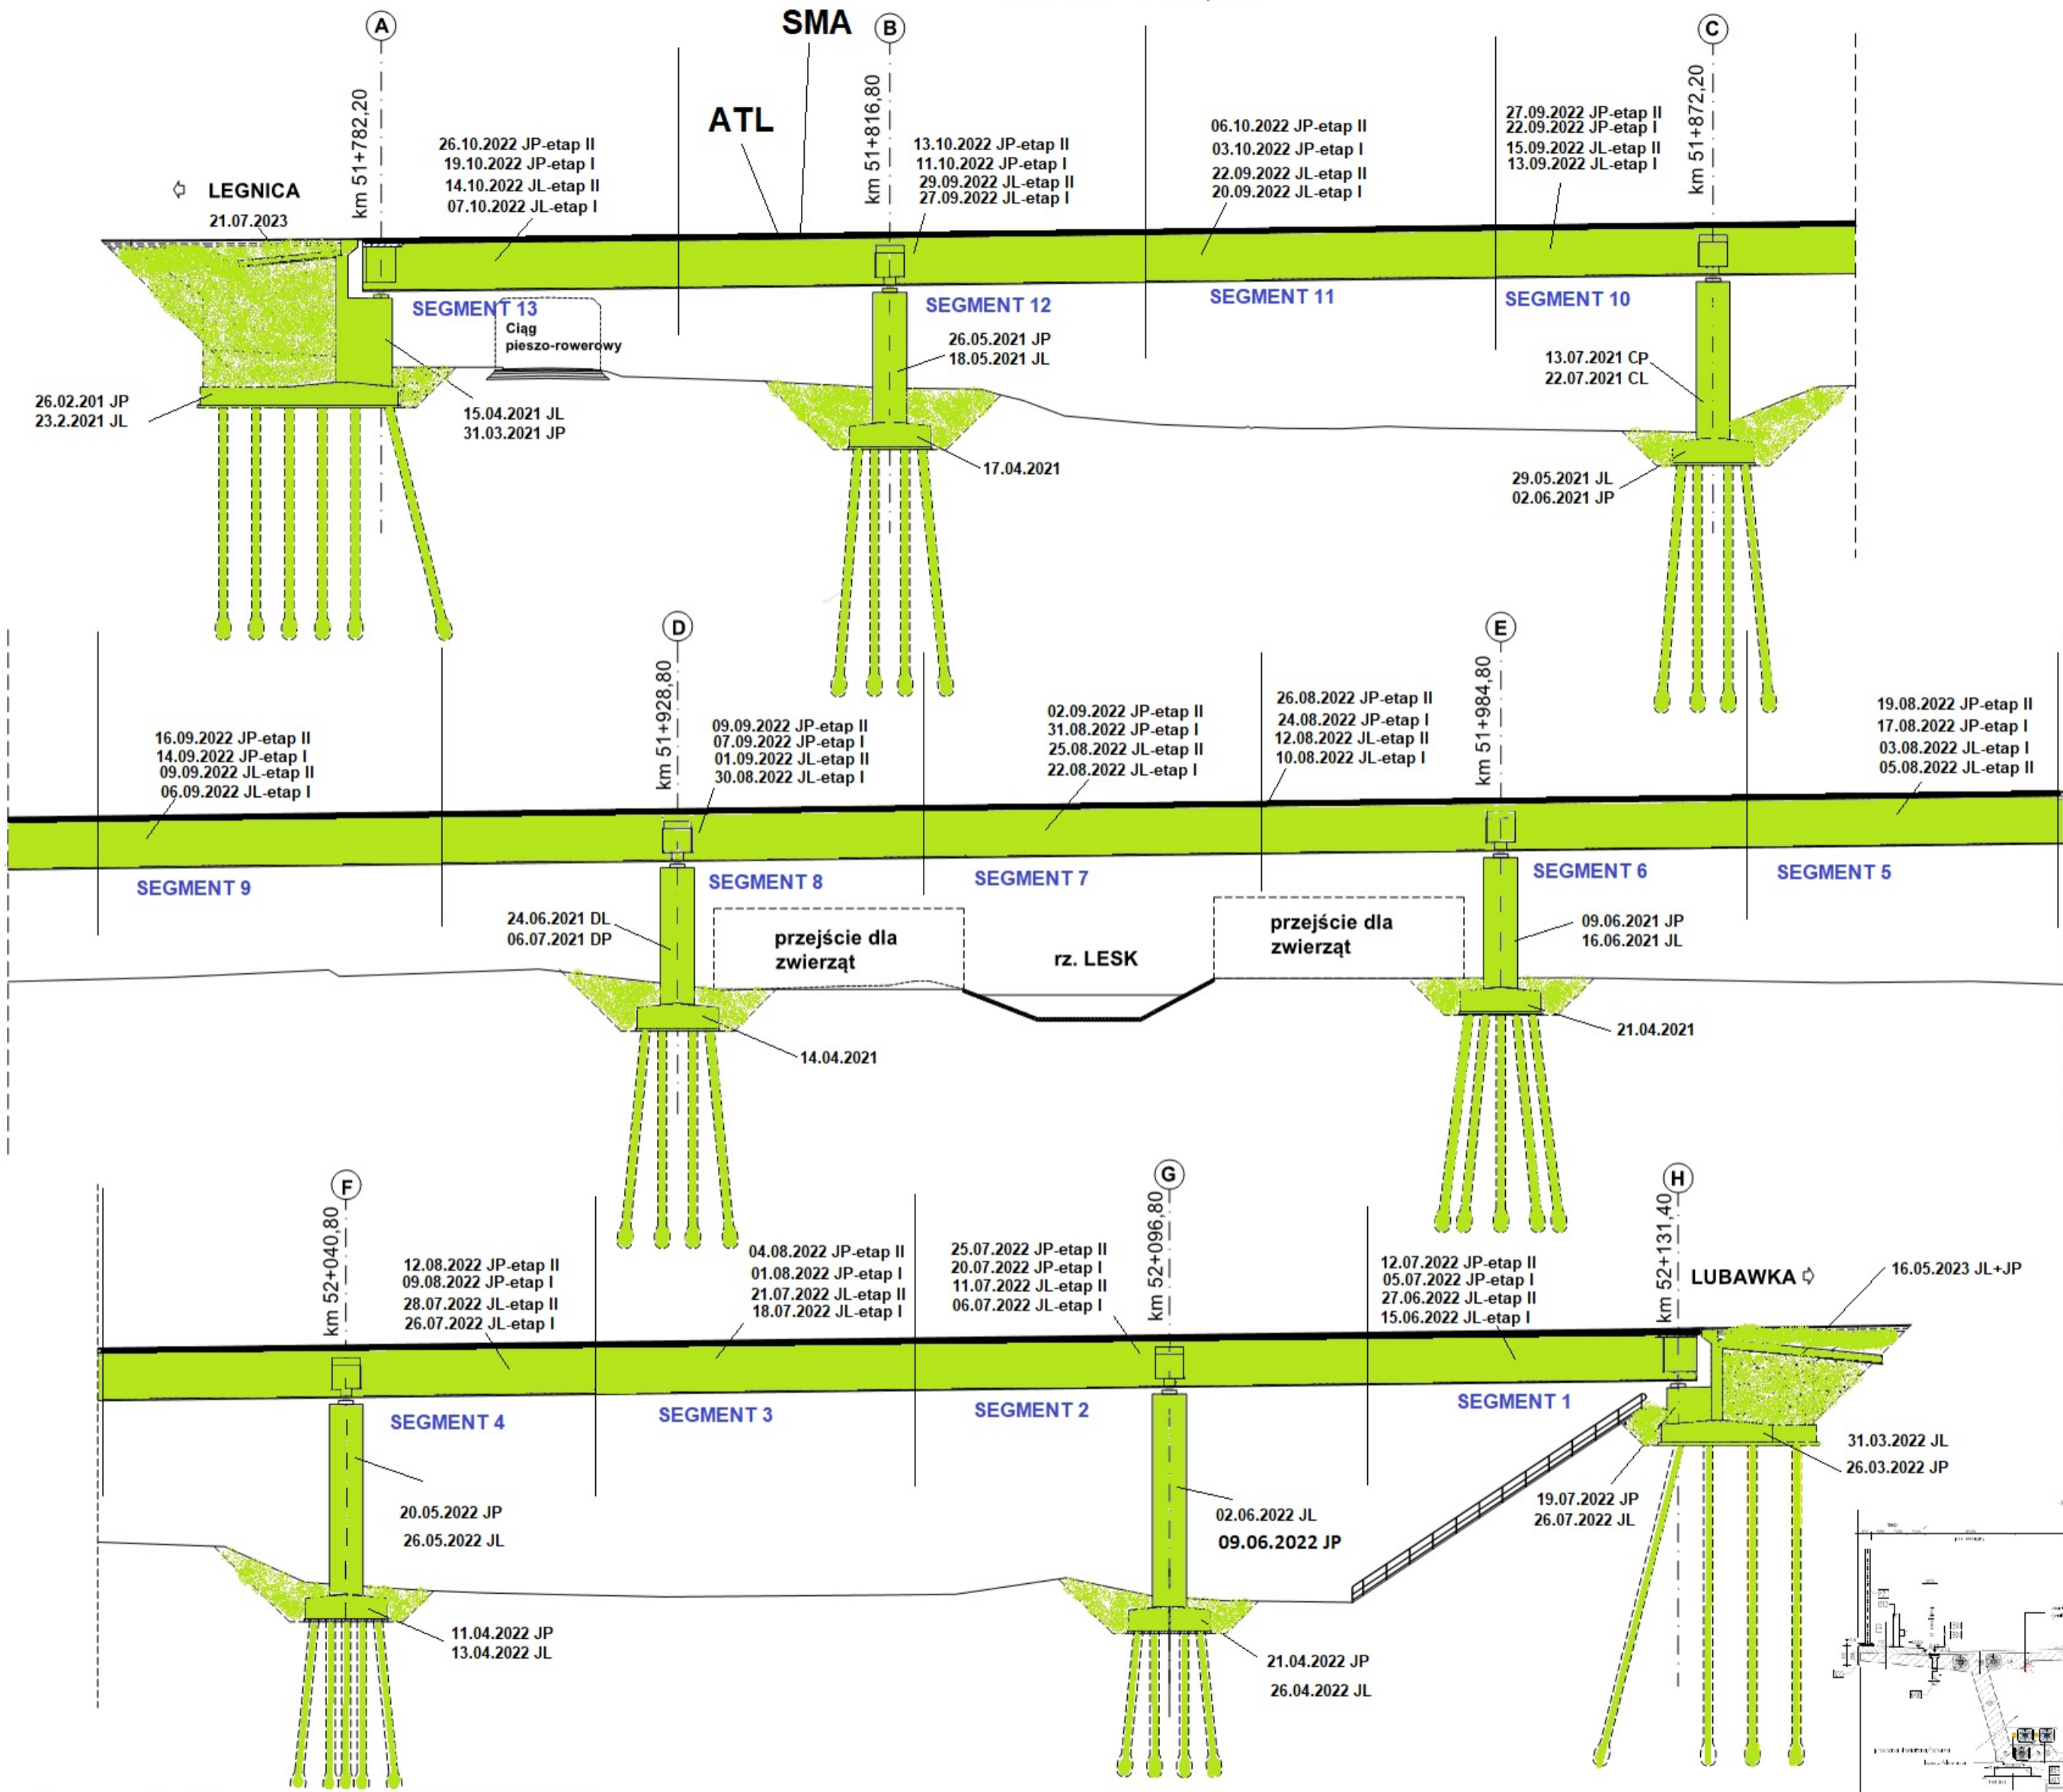 A
SMA
B
C
km 51+782,20
ATL
km 51+816,80
km 51+872,20
26.10.2022 JP-etap II
19.10.2022 JP-etap I
14.10.2022 JL-etap II
07.10.2022 JL-etap I
13.10.2022 JP-etap II
11.10.2022 JP-etap I
29.09.2022 JL-etap II
27.09.2022 JL-etap I
06.10.2022 JP-etap II
03.10.2022 JP-etap I
22.09.2022 JL-etap II
20.09.2022 JL-etap I
27.09.2022 JP-etap II
22.09.2022 JP-etap I
15.09.2022 JL-etap II
13.09.2022 JL-etap I
LEGNICA
21.07.2023
SEGMENT 13
SEGMENT 12
SEGMENT 11
SEGMENT 10
Ciąg
pieszo-rowerowy
26.05.2021 JP
18.05.2021 JL
13.07.2021 CP
22.07.2021 CL
26.02.201 JP
23.2.2021 JL
15.04.2021 JL
31.03.2021 JP
17.04.2021
29.05.2021 JL
02.06.2021 JP
D
E
km 51+928,80
km 51+984,80
16.09.2022 JP-etap II
14.09.2022 JP-etap I
09.09.2022 JL-etap II
06.09.2022 JL-etap I
09.09.2022 JP-etap II
07.09.2022 JP-etap I
01.09.2022 JL-etap II
30.08.2022 JL-etap I
02.09.2022 JP-etap II
31.08.2022 JP-etap I
25.08.2022 JL-etap II
22.08.2022 JL-etap I
26.08.2022 JP-etap II
24.08.2022 JP-etap I
12.08.2022 JL-etap II
10.08.2022 JL-etap I
19.08.2022 JP-etap II
17.08.2022 JP-etap I
03.08.2022 JL-etap I
05.08.2022 JL-etap II
SEGMENT 9
SEGMENT 8
SEGMENT 7
SEGMENT 6
SEGMENT 5
24.06.2021 DL
06.07.2021 DP
przejście dla
zwierząt
rz. LESK
przejście dla
zwierząt
09.06.2021 JP
16.06.2021 JL
14.04.2021
21.04.2021
F
G
H
km 52+040,80
km 52+096,80
km 52+131,40
12.08.2022 JP-etap II
09.08.2022 JP-etap I
28.07.2022 JL-etap II
26.07.2022 JL-etap I
04.08.2022 JP-etap II
01.08.2022 JP-etap I
21.07.2022 JL-etap II
18.07.2022 JL-etap I
25.07.2022 JP-etap II
20.07.2022 JP-etap I
11.07.2022 JL-etap II
06.07.2022 JL-etap I
12.07.2022 JP-etap II
05.07.2022 JP-etap I
27.06.2022 JL-etap II
15.06.2022 JL-etap I
LUBAWKA
16.05.2023 JL+JP
SEGMENT 4
SEGMENT 3
SEGMENT 2
SEGMENT 1
20.05.2022 JP
26.05.2022 JL
02.06.2022 JL
09.06.2022 JP
31.03.2022 JL
26.03.2022 JP
19.07.2022 JP
26.07.2022 JL
11.04.2022 JP
13.04.2022 JL
21.04.2022 JP
26.04.2022 JL